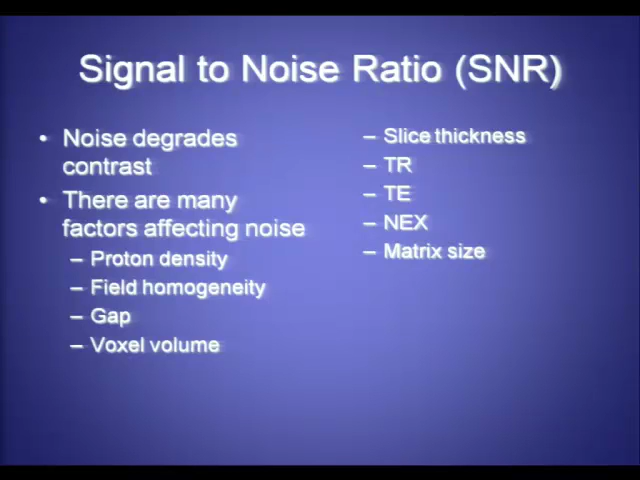 Signal to Noise Ratio (SNR)
• Noise degrades
contrast
• There are many
factors affecting noise
– Proton density
– Field homogeneity
– Gap
– Voxel volume
– Slice thickness
– TR
– TE
– NEX
– Matrix size